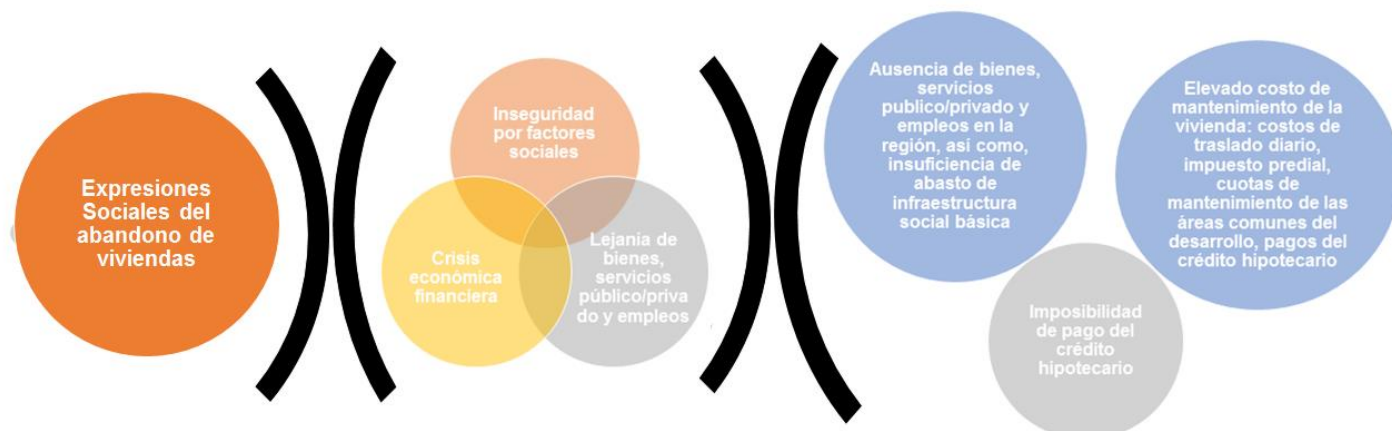 Expresiones
Sociales del
abandono de
viviendas
Inseguridad
por factores
sociales
Crisis
económica
financiera
Lejanía de
bienes,
servicios
público/priva
do y empleos
Ausencia de bienes,
servicios
publico/privado y
empleos en la
región, así como,
insuficiencia de
abasto de
infraestructura
social básica
Elevado costo de
mantenimiento de la
vivienda: costos de
traslado diario,
impuesto predial,
cuotas de
mantenimiento de las
áreas comunes del
desarrollo, pagos del
crédito hipotecario
Imposibilidad
de pago del
crédito
hipotecario